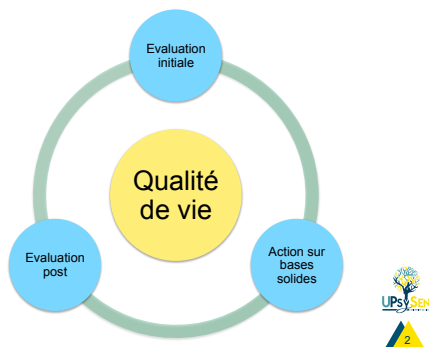 Evaluation
initiale
Qualité
de vie
Evaluation
post
Action sur
bases
solides
UPsySen
2